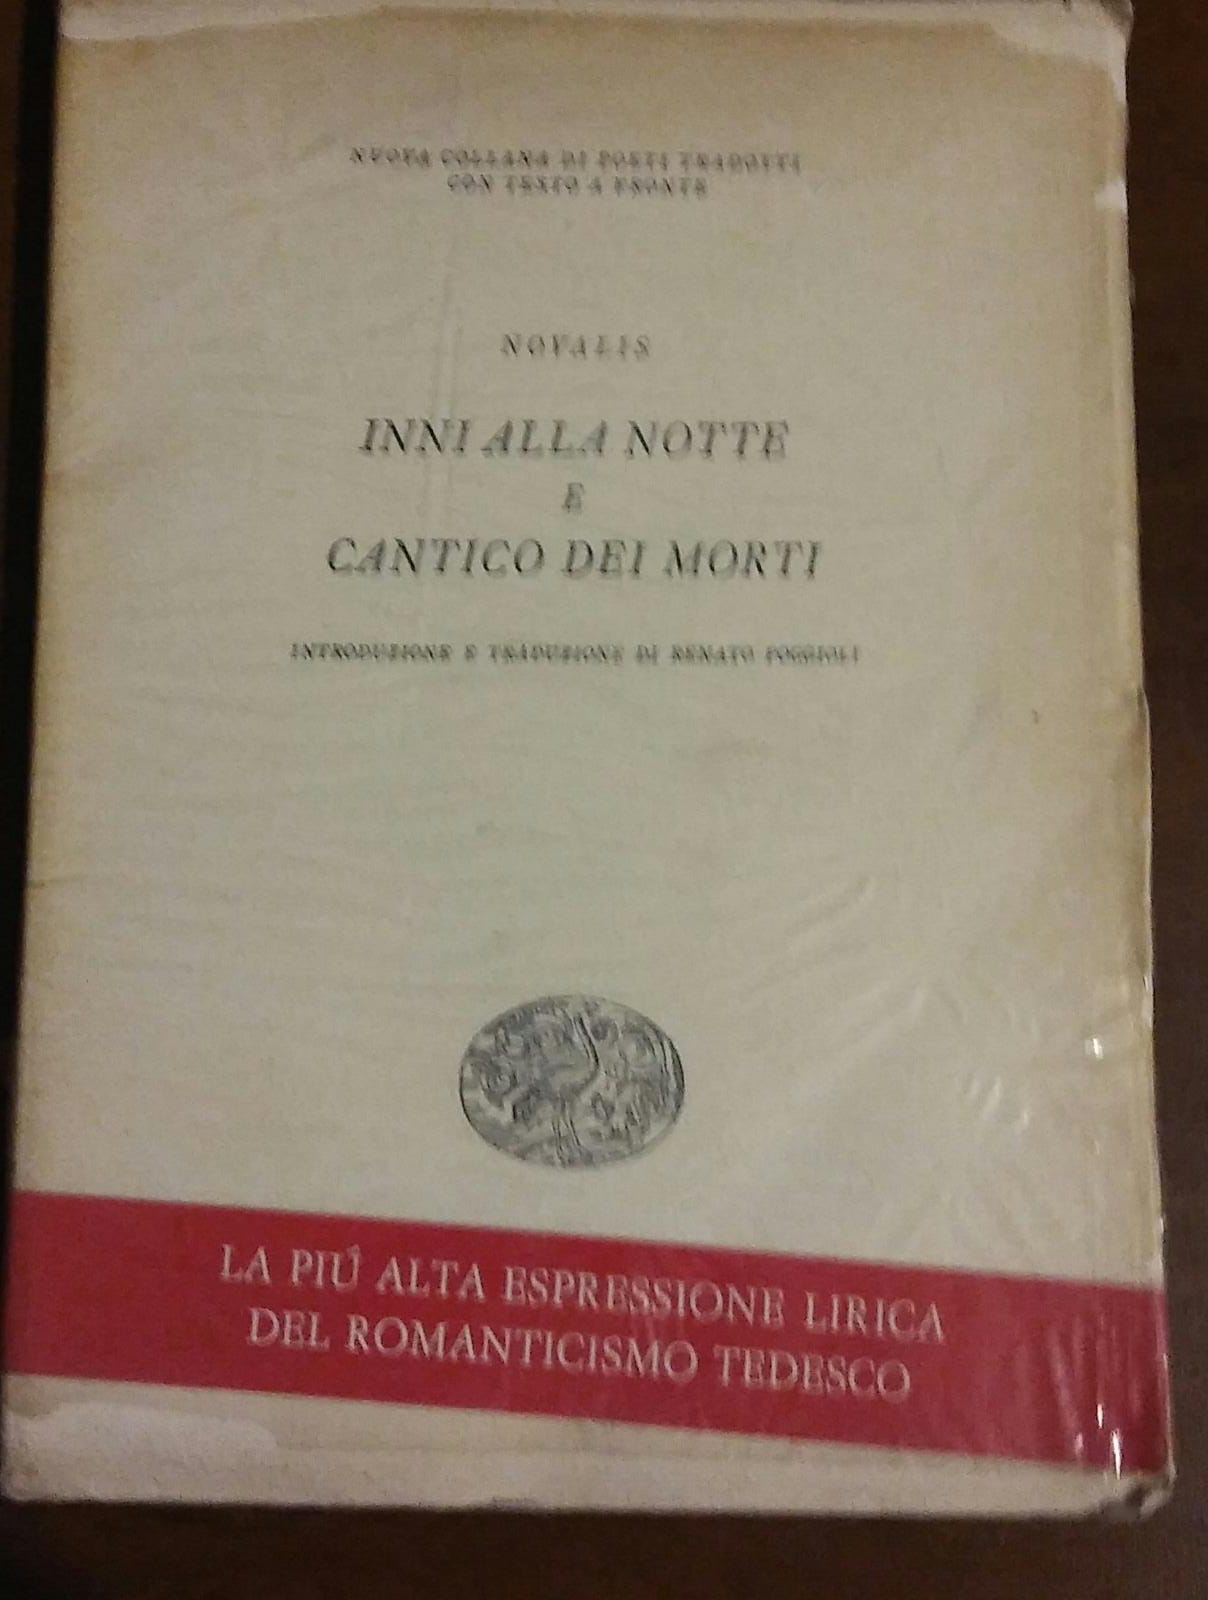 NUOVA COLLANA DI POETI TRADOTTI
CON TESTO A FRONTE
NOVALIS
INNI ALLA NOTTE
E
CANTICO DEI MORTI
INTRODUZIONE E TRADUZIONE DI RENATO POGGIOLI
LA PIÚ ALTA ESPRESSIONE LIRICA
DEL ROMANTICISMO TEDESCO